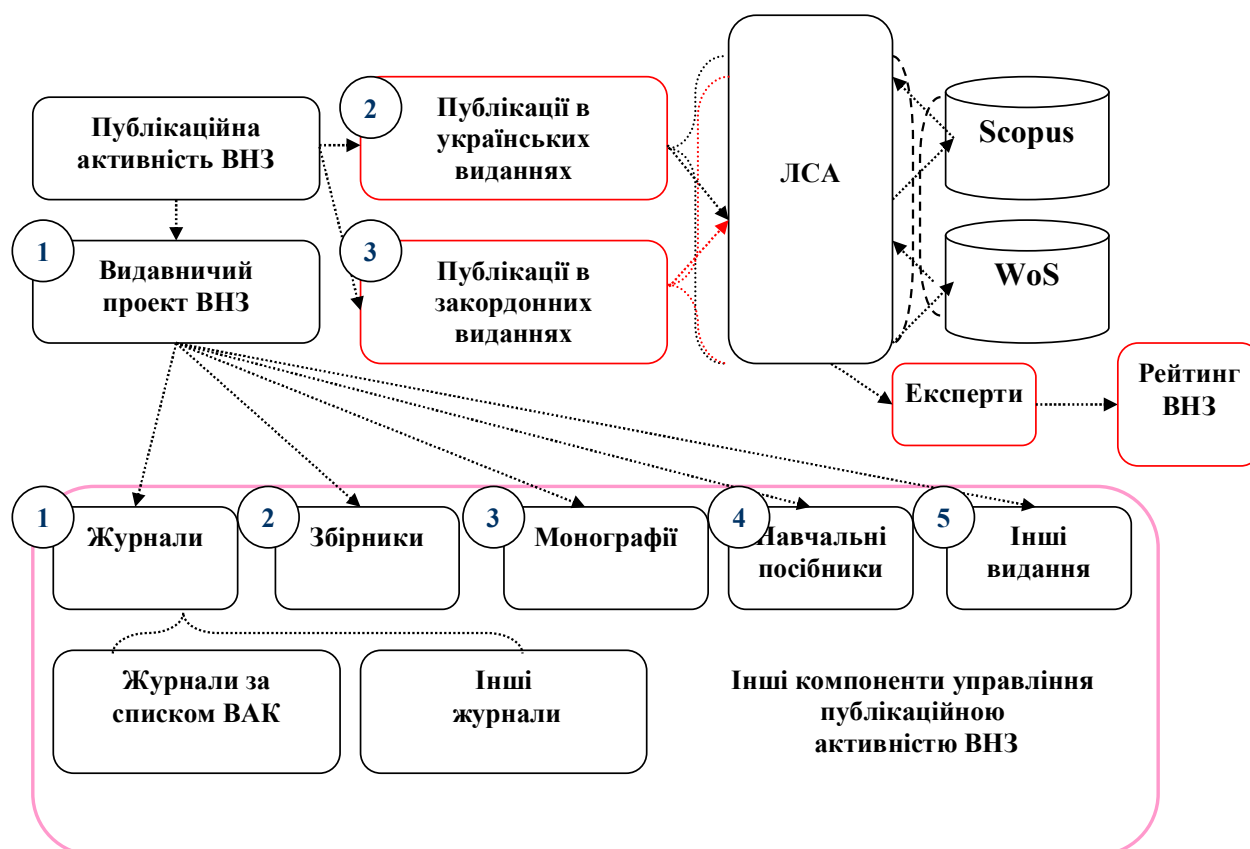 Публікаційна
активність ВНЗ
2
Публікації в
українських
виданнях
ЛСА
Scopus
1
Видавничий
проект ВНЗ
3
Публікації в
закордонних
виданнях
WoS
Експерти
Рейтинг
ВНЗ
1
Журнали
2
Збірники
3
Монографії
4
Навчальні
посібники
5
Інші
видання
Журнали за
списком ВАК
Інші
журнали
Інші компоненти управління
публікаційною
активністю ВНЗ